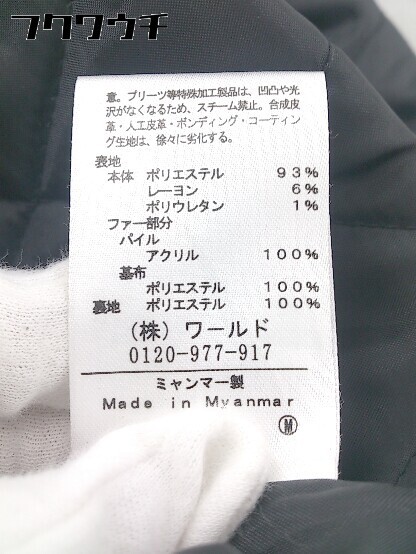 フクウウチ
意。プリーツ等特殊加工製品は、凹凸や光
沢がなくなるため、スチーム禁止。合成皮
革・人工皮革・ボンディング・コーティン
グ生地は、徐々に劣化する。
表地
本体 ポリエステル 93%
レーヨン 6%
ポリウレタン 1%
ファー部分
パイル
アクリル 100%
基布
ポリエステル 100%
裏地 ポリエステル 100%
(株) ワールド
0120-977-917
ミャンマー製
Made in Myanmar
M